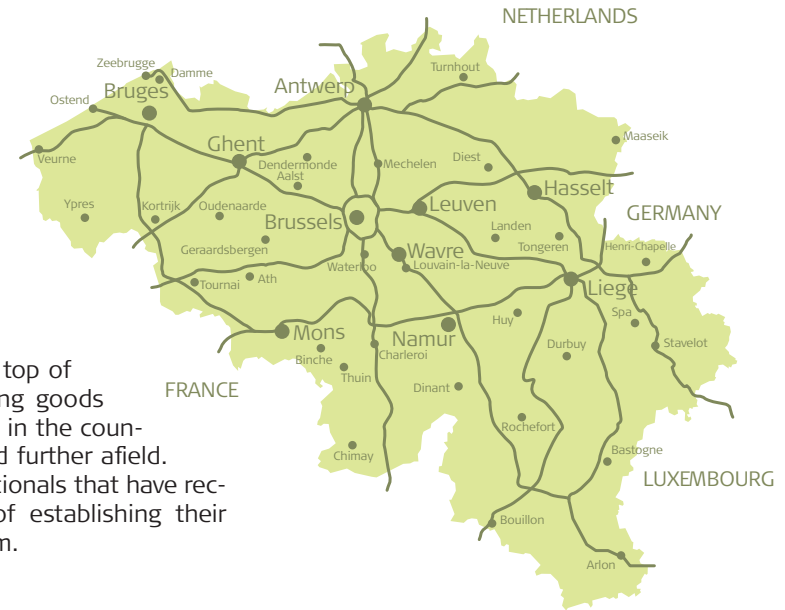 NETHERLANDS
Zeebrugge
Damme
Turnhout
Bruges
Antwerp
Ostend
Maaseik
Ghent
Veurne
Dendermonde
Mechelen
Diest
Aalst
Hasselt
Ypres
Kortrijk
Oudenaarde
Leuven
GERMANY
Brussels
Landen
Geraardsbergen
Tongeren
Henri-Chapelle
Wavre
Waterloo
Louvain-la-Neuve
Tournai
Ath
Liege
Mons
Namur
Huy
Spa
Binche
Charleroi
Durbuy
Stavelot
Thuin
top of
FRANCE
Dinant
ng goods
in the coun-
Rochefort
Chimay
Bastogne
d further afield.
LUXEMBOURG
tionals that have rec-
of establishing their
Bouillon
m.
Arlon